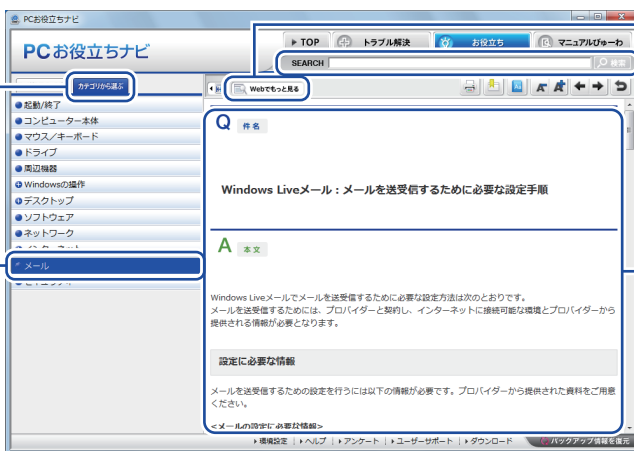 PCお役立ちナビ
PCお役立ちナビ
TOP
トラブル解決
お役立ち
マニュアルびゅーわ
SEARCH
検索
カテゴリから選ぶ
Webでもっと見る
起動/終了
コンピューター本体
マウス/キーボード
ドライブ
周辺機器
Windowsの操作
デスクトップ
ソフトウェア
ネットワーク
メール
Q 件名
Windows Liveメール:メールを送受信するために必要な設定手順
A 本文
Windows Liveメールでメールを送受信するために必要な設定方法は次のとおりです。
メールを送受信するためには、プロバイダーと契約し、インターネットに接続可能な環境とプロバイダーから
提供される情報が必要となります。
設定に必要な情報
メールを送受信するための設定を行うには以下の情報が必要です。プロバイダーから提供された資料をご用意
ください。
<メールの設定に必要な情報>
環境設定 | ヘルプ | アンケート | ユーザーサポート | ダウンロード
バックアップ情報を復元